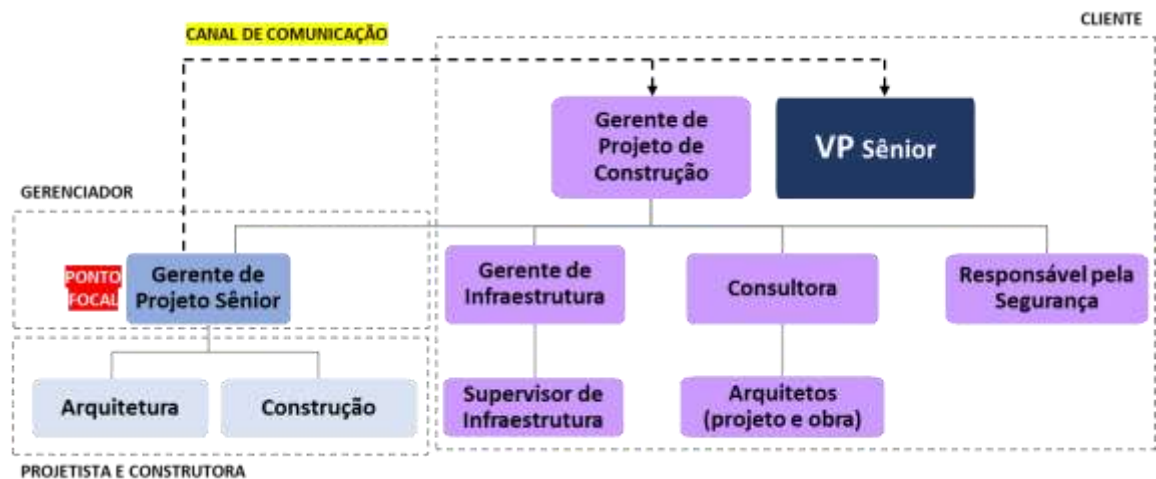 CLIENTE
CANAL DE COMUNICAÇÃO
Gerente de
Projeto de
Construção
VP Sênior
GERENCIADOR
PONTO
FOCAL
Gerente de
Projeto Sênior
Gerente de
Infraestrutura
Consultora
Responsável pela
Segurança
Arquitetura
Construção
Supervisor de
Infraestrutura
Arquitetos
(projeto e obra)
PROJETISTA E CONSTRUTORA